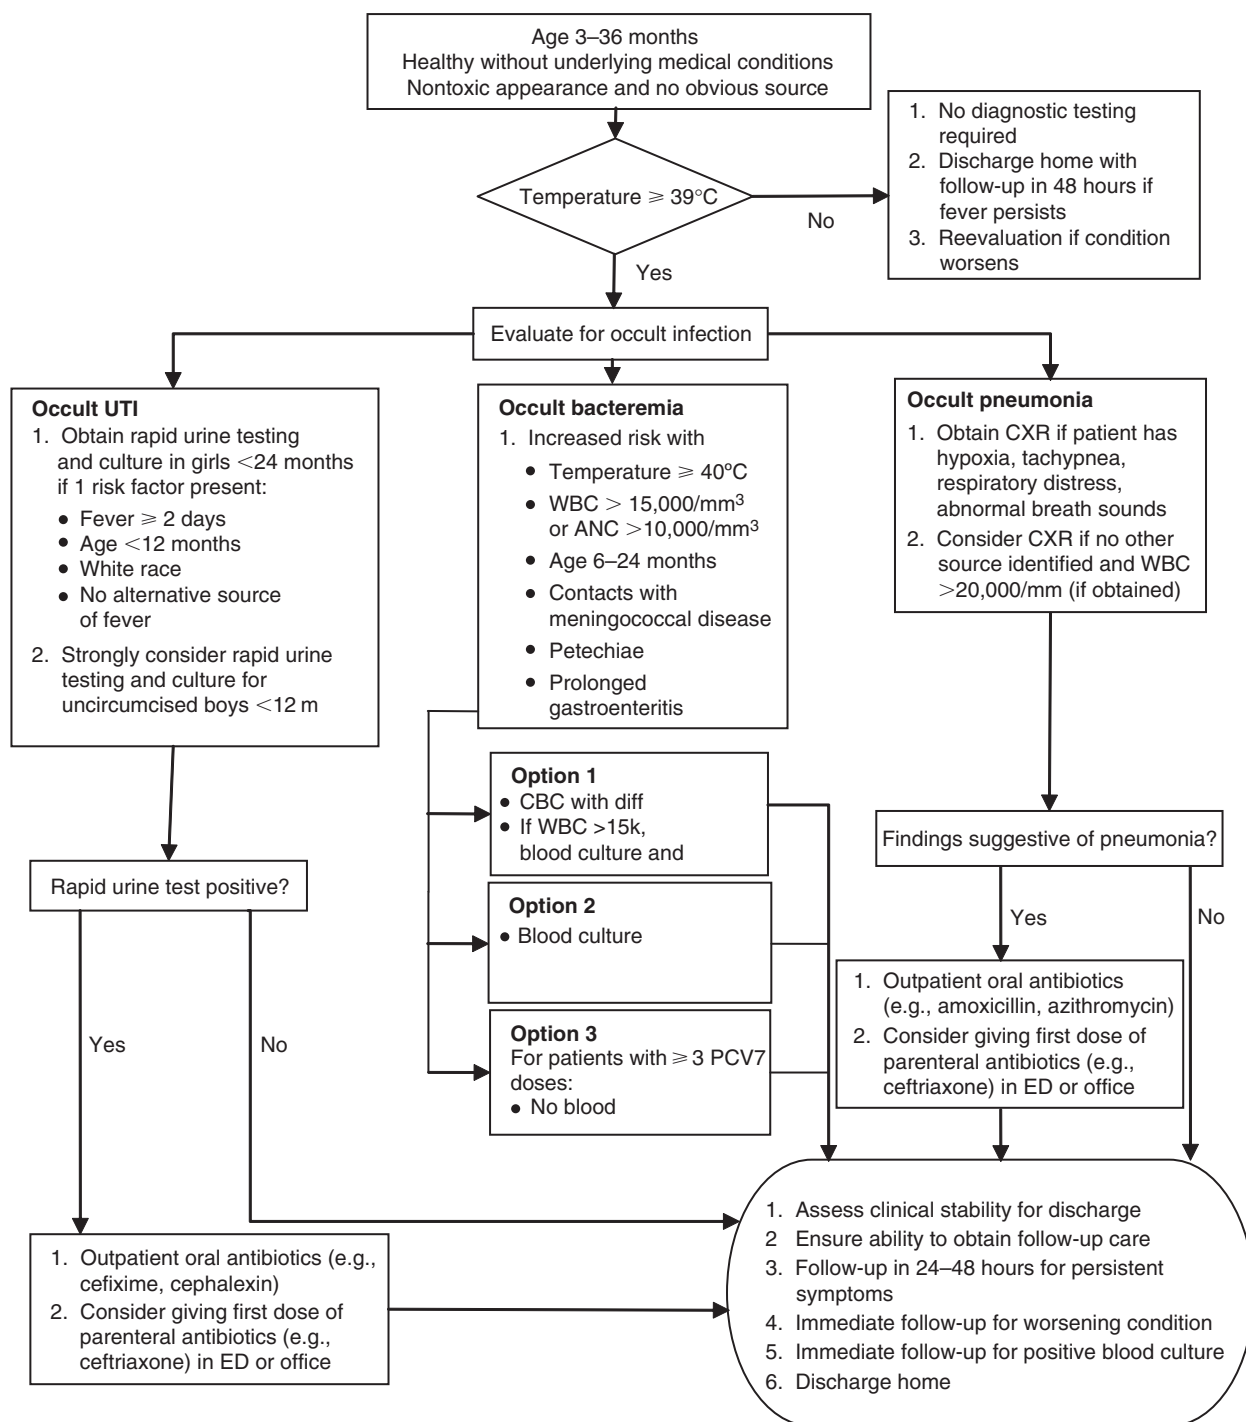 Age 3–36 months
Healthy without underlying medical conditions
Nontoxic appearance and no obvious source
Temperature ⩾ 39°C
No
1. No diagnostic testing
required
2. Discharge home with
follow-up in 48 hours if
fever persists
3. Reevaluation if condition
worsens
Yes
Evaluate for occult infection
Occult UTI
1. Obtain rapid urine testing
and culture in girls <24 months
if 1 risk factor present:
• Fever ⩾ 2 days
• Age <12 months
• White race
• No alternative source
of fever
2. Strongly consider rapid urine
testing and culture for
uncircumcised boys <12 m
Occult bacteremia
1. Increased risk with
• Temperature ⩾ 40°C
• WBC > 15,000/mm³
or ANC >10,000/mm³
• Age 6–24 months
• Contacts with
meningococcal disease
• Petechiae
• Prolonged
gastroenteritis
Occult pneumonia
1. Obtain CXR if patient has
hypoxia, tachypnea,
respiratory distress,
abnormal breath sounds
2. Consider CXR if no other
source identified and WBC
>20,000/mm (if obtained)
Option 1
• CBC with diff
• If WBC >15k,
blood culture and
Option 2
• Blood culture
Option 3
For patients with ⩾ 3 PCV7
doses:
• No blood
Rapid urine test positive?
Yes
No
Findings suggestive of pneumonia?
Yes
No
1. Outpatient oral antibiotics
(e.g., amoxicillin, azithromycin)
2. Consider giving first dose of
parenteral antibiotics (e.g.,
ceftriaxone) in ED or office
1. Outpatient oral antibiotics (e.g.,
cefixime, cephalexin)
2. Consider giving first dose of
parenteral antibiotics (e.g.,
ceftriaxone) in ED or office
1. Assess clinical stability for discharge
2 Ensure ability to obtain follow-up care
3. Follow-up in 24–48 hours for persistent
symptoms
4. Immediate follow-up for worsening condition
5. Immediate follow-up for positive blood culture
6. Discharge home